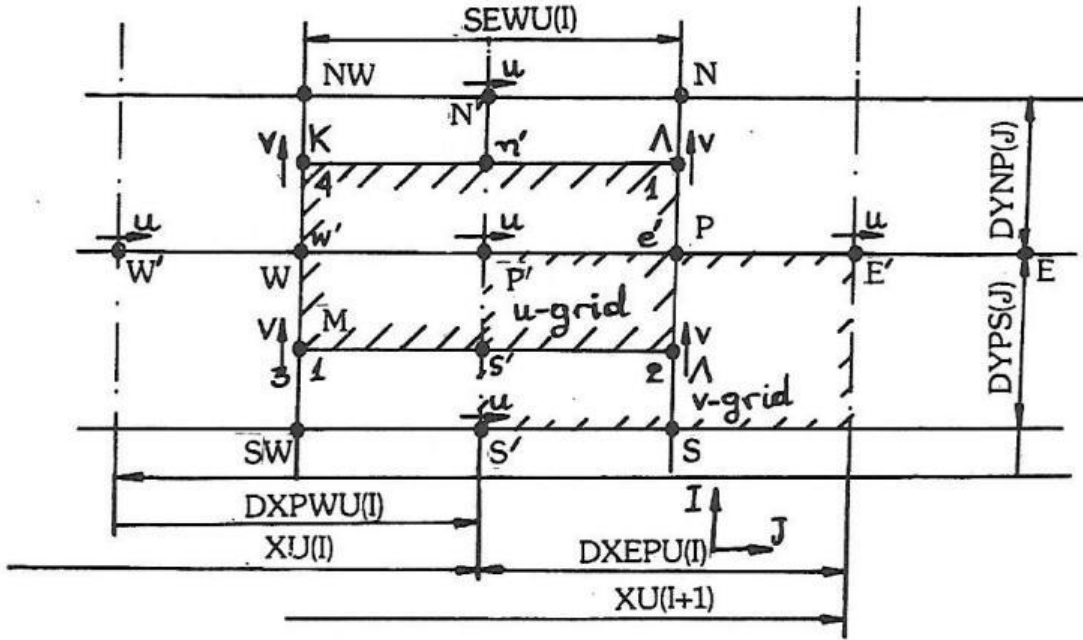 SEWU(I)
NW N' u N
v K n' Λ v
4 1
DYNP(J)
u w' u e' P u
W' W P' E' E
u-grid
v M v
3 1 s' 2 Λ
v-grid
DYPS(J)
u
SW S' S
DXPWU(I) I
J
XU(I) DXEPU(I)
XU(I+1)